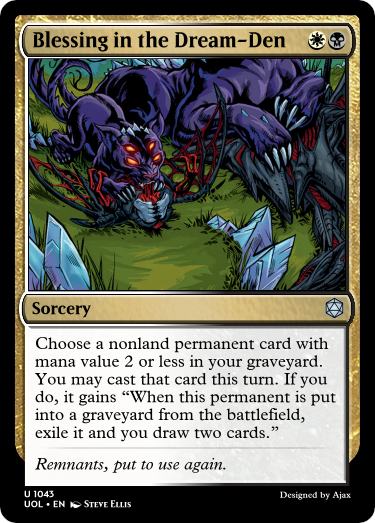 Blessing in the Dream-Den
Sorcery
Choose a nonland permanent card with
mana value 2 or less in your graveyard.
You may cast that card this turn. If you
do, it gains “When this permanent is put
into a graveyard from the battlefield,
exile it and you draw two cards.”
Remnants, put to use again.
U 1043
UOL • EN Steve Ellis
Designed by Ajax